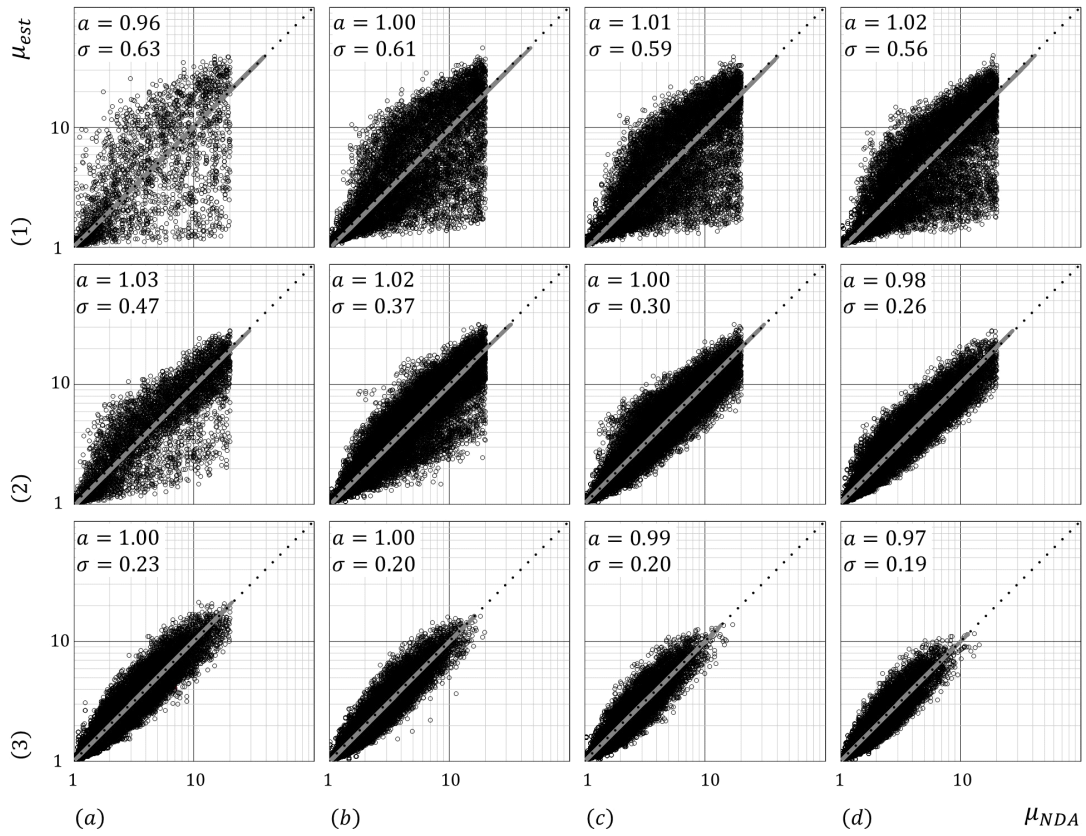 μ_est
a = 0.96
σ = 0.63
a = 1.00
σ = 0.61
a = 1.01
σ = 0.59
a = 1.02
σ = 0.56
10
(1)
1
a = 1.03
σ = 0.47
a = 1.02
σ = 0.37
a = 1.00
σ = 0.30
a = 0.98
σ = 0.26
10
(2)
1
a = 1.00
σ = 0.23
a = 1.00
σ = 0.20
a = 0.99
σ = 0.20
a = 0.97
σ = 0.19
10
(3)
1
1 10 1 10 1 10 1 10
(a) (b) (c) (d) μ_NDA